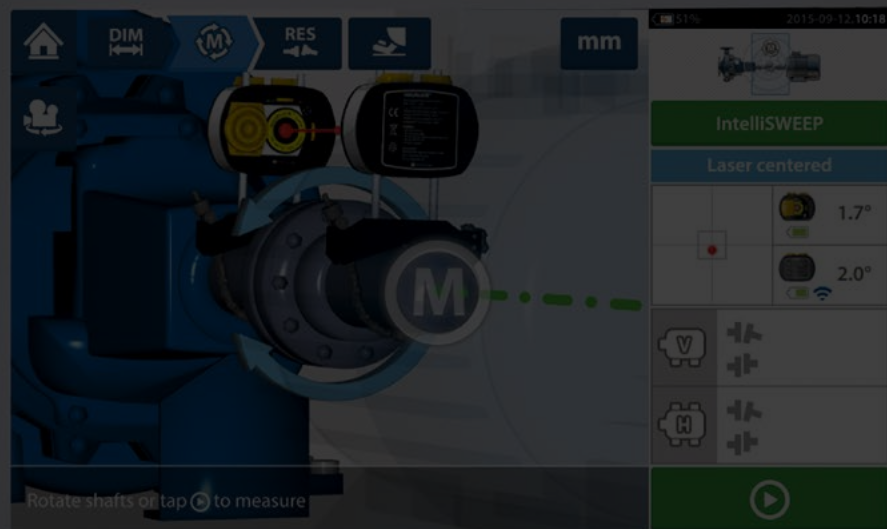 DIM
M
RES
mm
51%
2015-09-12. 10:18
IntelliSWEEP
Laser centered
1.7°
2.0°
M
V
H
Rotate shafts or tap to measure